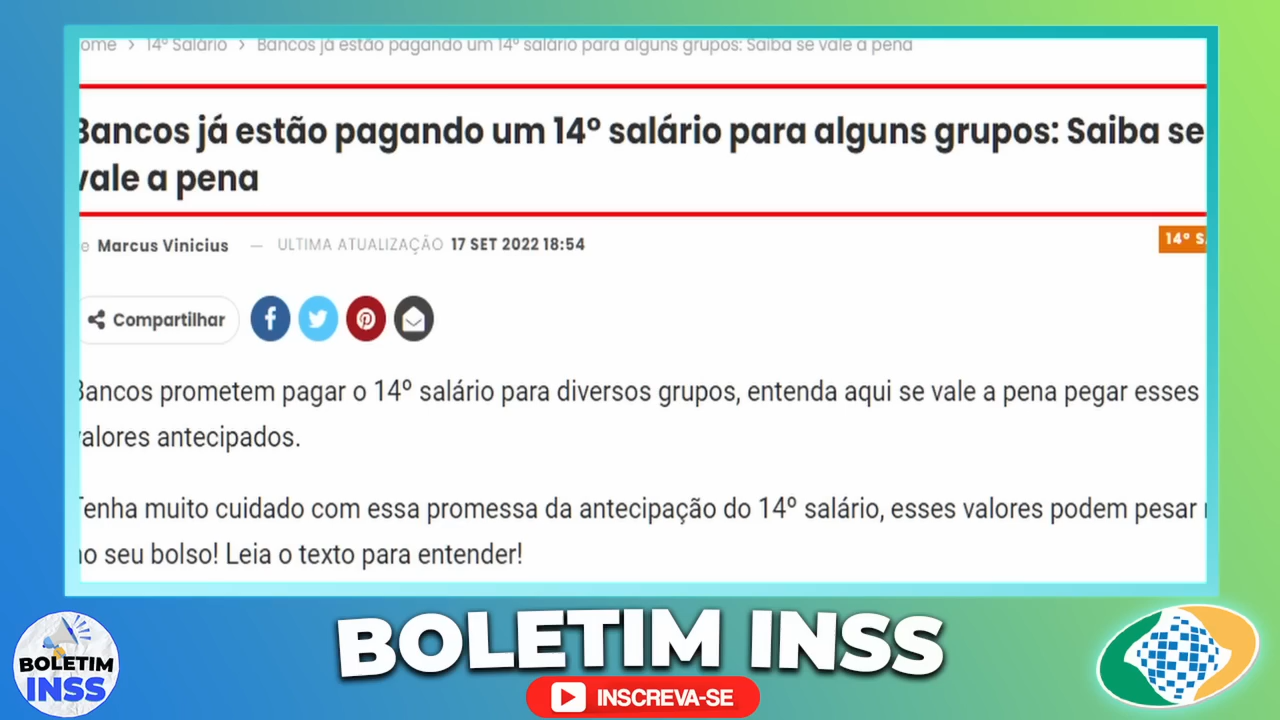 ome > 14º Salário > Bancos já estão pagando um 14º salário para alguns grupos: Saiba se vale a pena
Bancos já estão pagando um 14º salário para alguns grupos: Saiba se
vale a pena
e Marcus Vinicius — ULTIMA ATUALIZAÇÃO 17 SET 2022 18:54
14º S
Compartilhar
Bancos prometem pagar o 14º salário para diversos grupos, entenda aqui se vale a pena pegar esses
valores antecipados.
Tenha muito cuidado com essa promessa da antecipação do 14º salário, esses valores podem pesar
no seu bolso! Leia o texto para entender!
BOLETIM INSS
INSCREVA-SE
BOLETIM
INSS